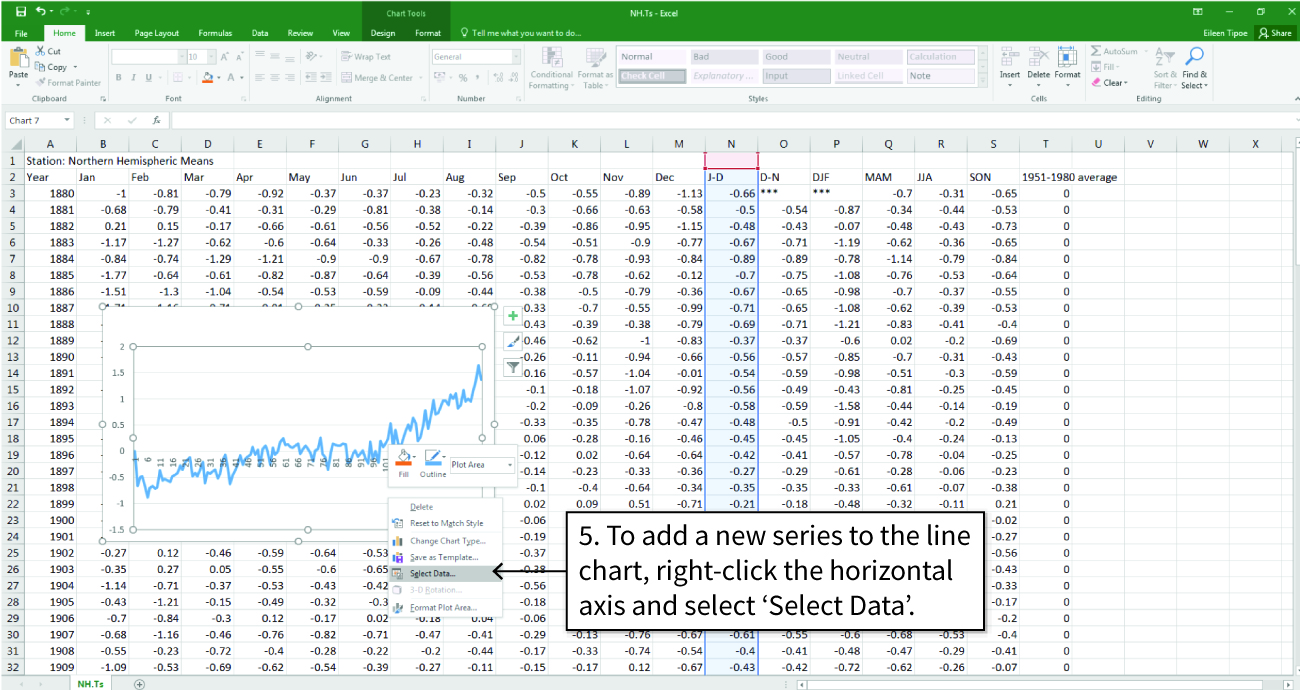 Chart Tools
NH.Ts - Excel
File Home Insert Page Layout Formulas Data Review View Design Format Tell me what you want to do... Eileen Tipoe Share
Paste
Cut
Copy
Format Painter
Clipboard
10 A A
B I U A
Font
Wrap Text
Merge & Center
Alignment
General
%
Number
Conditional Formatting
Format as Table
Normal Bad Good Neutral Calculation
Check Cell Explanatory ... Input Linked Cell Note
Styles
Insert Delete Format
Cells
AutoSum
Fill
Clear
Sort & Filter
Find & Select
Editing
Chart 7 fx
A B C D E F G H I J K L M N O P Q R S T U V W X
1 Station: Northern Hemispheric Means
2 Year Jan Feb Mar Apr May Jun Jul Aug Sep Oct Nov Dec J-D D-N DJF MAM JJA SON 1951-1980 average
3 1880 -1 -0.81 -0.79 -0.92 -0.37 -0.37 -0.23 -0.32 -0.5 -0.55 -0.89 -1.13 -0.66 *** *** -0.7 -0.31 -0.65 0
4 1881 -0.68 -0.79 -0.41 -0.31 -0.29 -0.81 -0.38 -0.14 -0.3 -0.66 -0.63 -0.58 -0.5 -0.54 -0.87 -0.34 -0.44 -0.53 0
5 1882 0.21 0.15 -0.17 -0.66 -0.61 -0.56 -0.52 -0.22 -0.39 -0.86 -0.95 -1.15 -0.48 -0.43 -0.07 -0.48 -0.43 -0.73 0
6 1883 -1.17 -1.27 -0.62 -0.6 -0.64 -0.33 -0.26 -0.48 -0.54 -0.51 -0.9 -0.77 -0.67 -0.71 -1.19 -0.62 -0.36 -0.65 0
7 1884 -0.84 -0.74 -1.29 -1.21 -0.9 -0.9 -0.67 -0.78 -0.82 -0.78 -0.93 -0.84 -0.89 -0.89 -0.78 -1.14 -0.79 -0.84 0
8 1885 -1.77 -0.64 -0.61 -0.82 -0.87 -0.64 -0.39 -0.56 -0.53 -0.78 -0.62 -0.12 -0.7 -0.75 -1.08 -0.76 -0.53 -0.64 0
9 1886 -1.51 -1.3 -1.04 -0.54 -0.53 -0.59 -0.09 -0.44 -0.38 -0.5 -0.79 -0.36 -0.67 -0.65 -0.98 -0.7 -0.37 -0.55 0
10 1887 -0.33 -0.7 -0.55 -0.99 -0.71 -0.65 -1.08 -0.62 -0.39 -0.53 0
11 1888 0.43 -0.39 -0.38 -0.79 -0.69 -0.71 -1.21 -0.83 -0.41 -0.4 0
12 1889 0.46 -0.62 -1 -0.83 -0.37 -0.37 -0.6 0.02 -0.2 -0.69 0
13 1890 0.26 -0.11 -0.94 -0.66 -0.56 -0.57 -0.85 -0.7 -0.31 -0.43 0
14 1891 0.16 -0.57 -1.04 -0.01 -0.54 -0.59 -0.98 -0.51 -0.3 -0.59 0
15 1892 -0.1 -0.18 -1.07 -0.92 -0.56 -0.49 -0.43 -0.81 -0.25 -0.45 0
16 1893 -0.2 -0.09 -0.26 -0.8 -0.58 -0.59 -1.58 -0.44 -0.14 -0.19 0
17 1894 -0.33 -0.35 -0.78 -0.47 -0.48 -0.5 -0.91 -0.42 -0.2 -0.49 0
18 1895 0.06 -0.28 -0.16 -0.46 -0.45 -0.45 -1.05 -0.4 -0.24 -0.13 0
19 1896 -0.12 0.02 -0.64 -0.64 -0.42 -0.41 -0.57 -0.78 -0.04 -0.25 0
20 1897 -0.14 -0.23 -0.33 -0.36 -0.27 -0.29 -0.61 -0.23 -0.06 -0.23 0
21 1898 -0.1 -0.4 -0.64 -0.34 -0.35 -0.35 -0.33 -0.61 -0.07 -0.38 0
22 1899 0.02 0.09 0.51 -0.71 -0.21 -0.18 -0.48 -0.32 -0.11 0.21 0
23 1900 -0.06 -0.02 0
24 -0.19 -0.27 0
25 1902 -0.27 0.12 -0.46 -0.59 -0.64 -0.53 -0.37 -0.56 0
26 1903 -0.35 0.27 0.05 -0.55 -0.6 -0.65 -0.38 -0.43 0
27 1904 -1.14 -0.71 -0.37 -0.53 -0.43 -0.42 -0.56 -0.33 0
28 1905 -0.43 -1.21 -0.15 -0.49 -0.32 -0.3 -0.18 -0.17 0
29 1906 -0.7 -0.84 -0.3 0.12 -0.17 0.02 -0.18 0.04 -0.06 -0.2 0
30 1907 -0.68 -1.16 -0.46 -0.76 -0.82 -0.71 -0.47 -0.41 -0.29 -0.13 -0.76 -0.67 -0.61 -0.55 -0.6 -0.68 -0.53 -0.4 0
31 1908 -0.55 -0.23 -0.72 -0.4 -0.28 -0.22 -0.2 -0.44 -0.17 -0.33 -0.74 -0.54 -0.4 -0.41 -0.48 -0.47 -0.29 -0.41 0
32 1909 -1.09 -0.53 -0.69 -0.62 -0.54 -0.39 -0.27 -0.11 -0.15 -0.17 0.12 -0.67 -0.43 -0.42 -0.72 -0.62 -0.26 -0.07 0
2
1.5
1
0.5
0
-0.5
-1
-1.5
1 6 11 16 21 26 31 36 41 46 51 56 61 66 71 76 81 86 91 96 101
Fill Outline Plot Area
Delete
Reset to Match Style
Change Chart Type...
Save as Template...
Select Data...
3-D Rotation...
Format Plot Area...
5. To add a new series to the line
chart, right-click the horizontal
axis and select ‘Select Data’.
NH.Ts